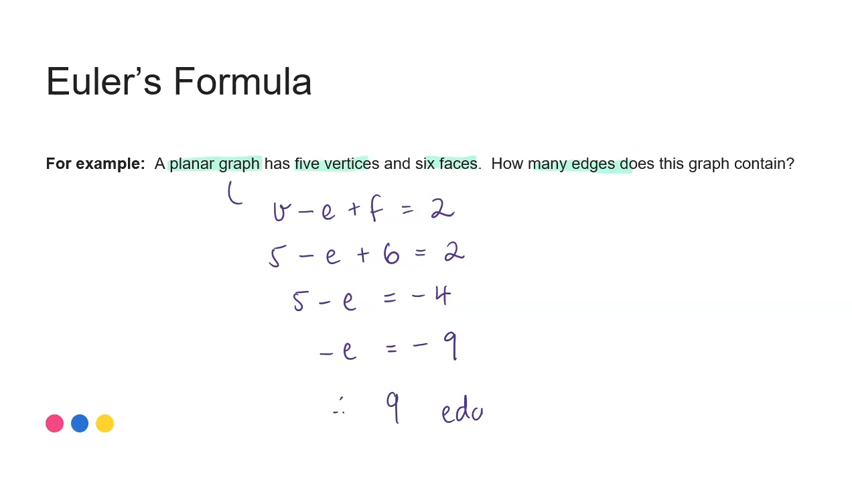 Euler's Formula
For example: A planar graph has five vertices and six faces. How many edges does this graph contain?
v - e + f = 2
5 - e + 6 = 2
5 - e = - 4
- e = - 9
∴ 9 edo